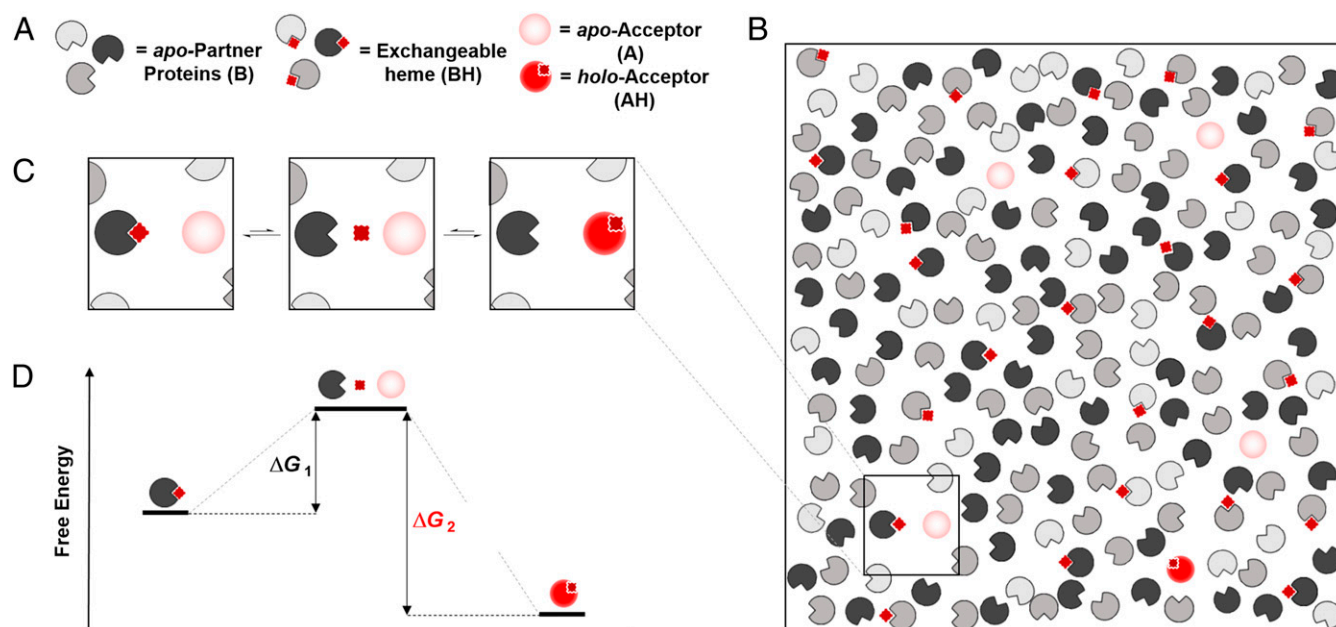 A
= apo-Partner
Proteins (B)
= Exchangeable
heme (BH)
= apo-Acceptor
(A)
= holo-Acceptor
(AH)
B
C
D
Free Energy
ΔG1
ΔG2